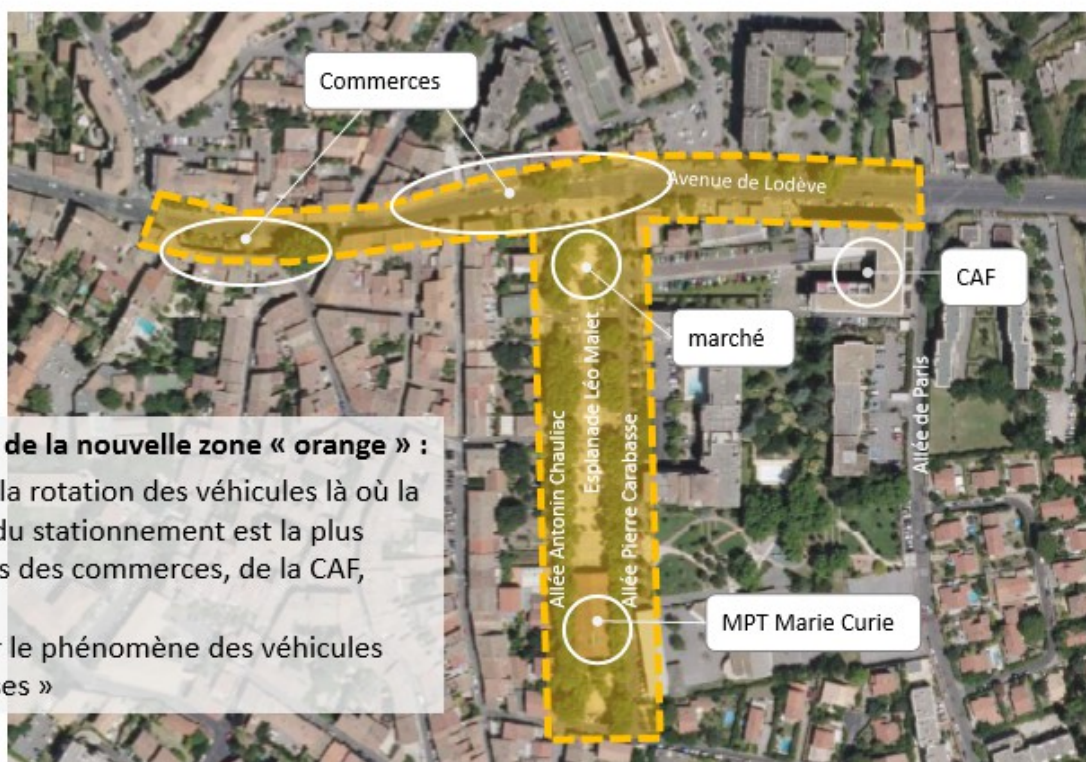 Commerces
Avenue de Lodève
CAF
marché
Esplanade Léo Malet
Allée Antonin Chauliac
Allée Pierre Carabasse
Allée de Paris
MPT Marie Curie
de la nouvelle zone « orange » :
la rotation des véhicules là où la
du stationnement est la plus
s des commerces, de la CAF,
r le phénomène des véhicules
es »